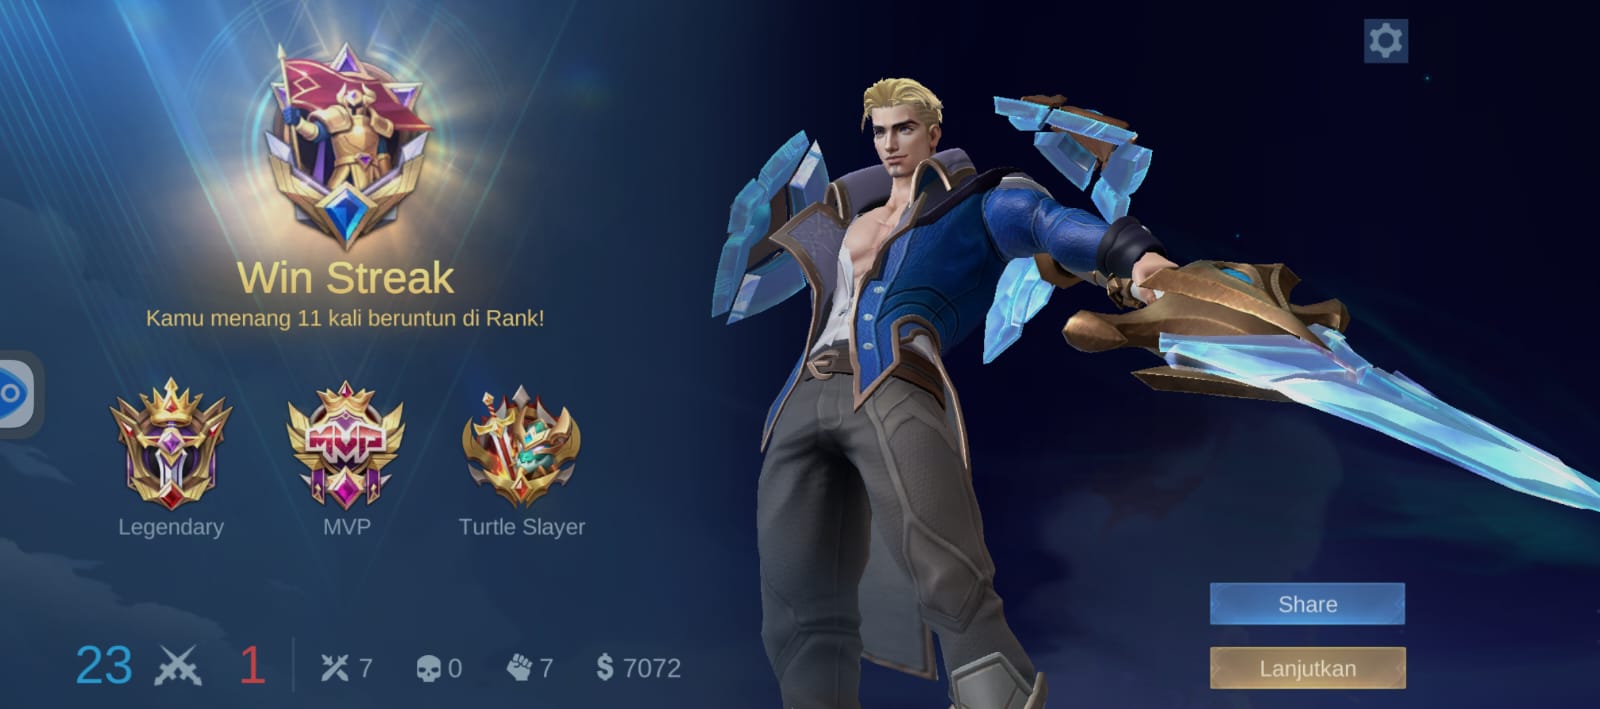 Win Streak
Kamu menang 11 kali beruntun di Rank!
MVP
Legendary
MVP
Turtle Slayer
23 1 7 0 7 $ 7072
Share
Lanjutkan